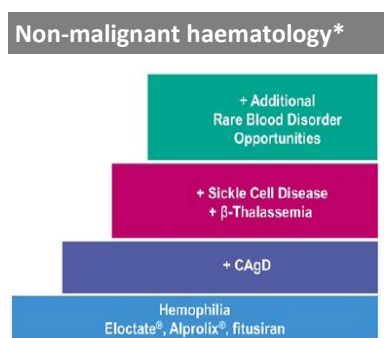 Non-malignant haematology*
+ Additional
Rare Blood Disorder
Opportunities
+ Sickle Cell Disease
+ β-Thalassemia
+ CAgD
Hemophilia
Eloctate®, Alprolix®, fitusiran